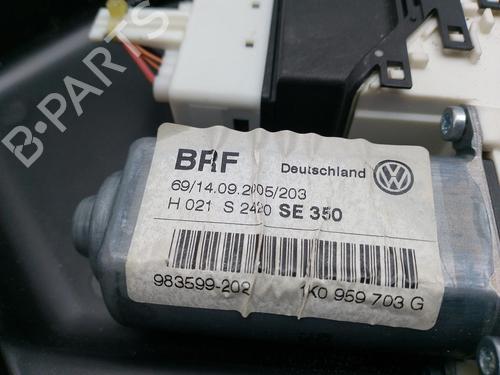 BRF Deutschland
69/14.09.2005/203
H 021 S 2420 SE 350
983599-202 1K0 959 703 G
B-PARTS